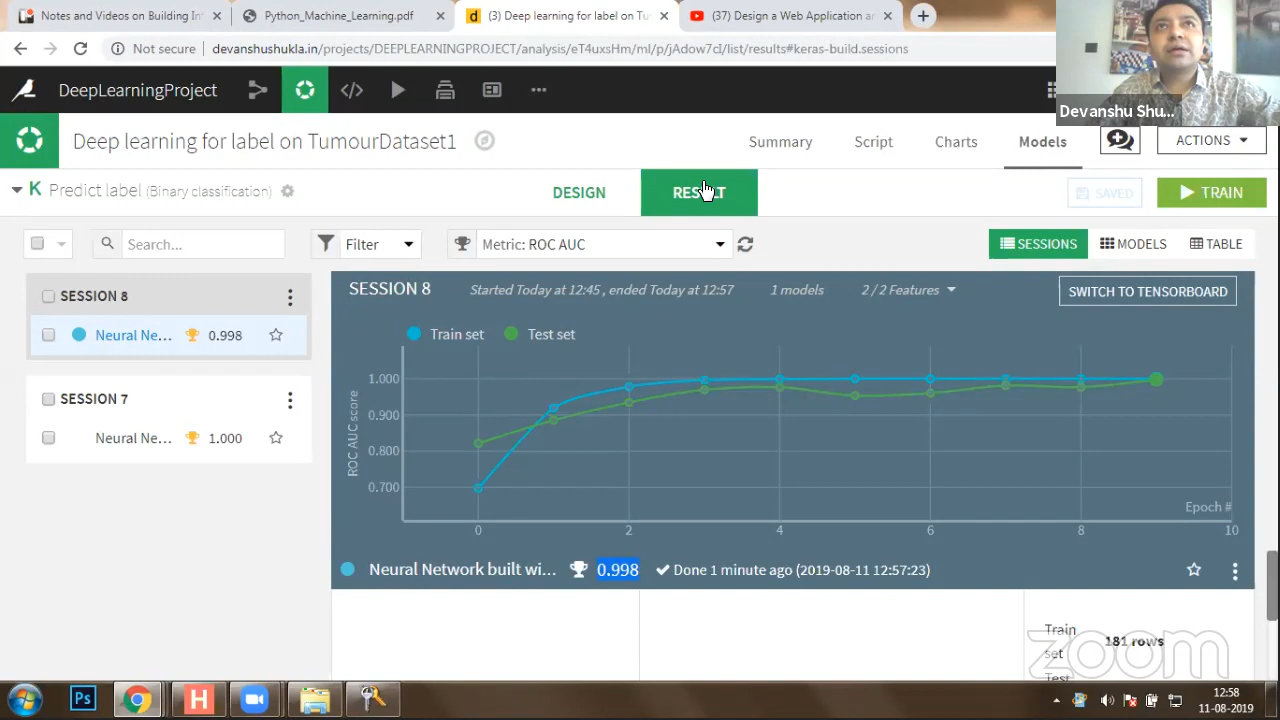 Notes and Videos on Building In
Python_Machine_Learning.pdf
(3) Deep learning for label on Tu
(37) Design a Web Application a
Not secure
devanshushukla.in/projects/DEEPLEARNINGPROJECT/analysis/eT4uxsHm/ml/p/jAdow7cI/list/results#keras-build.sessions
DeepLearningProject
Devanshu Shu...
Deep learning for label on TumourDataset1
Summary
Script
Charts
Models
ACTIONS
K Predict label (Binary classification)
DESIGN
RESULT
SAVED
TRAIN
Search...
Filter
Metric: ROC AUC
SESSIONS
MODELS
TABLE
SESSION 8
Neural Ne... 0.998
SESSION 7
Neural Ne... 1.000
SESSION 8
Started Today at 12:45 , ended Today at 12:57
1 models
2 / 2 Features
SWITCH TO TENSORBOARD
Train set
Test set
ROC AUC score
1.000
0.900
0.800
0.700
Epoch #
0 2 4 6 8 10
Neural Network built wi...
0.998
Done 1 minute ago (2019-08-11 12:57:23)
Train set
181 rows
Test
zoom
Ps
H
12:58
11-08-2019